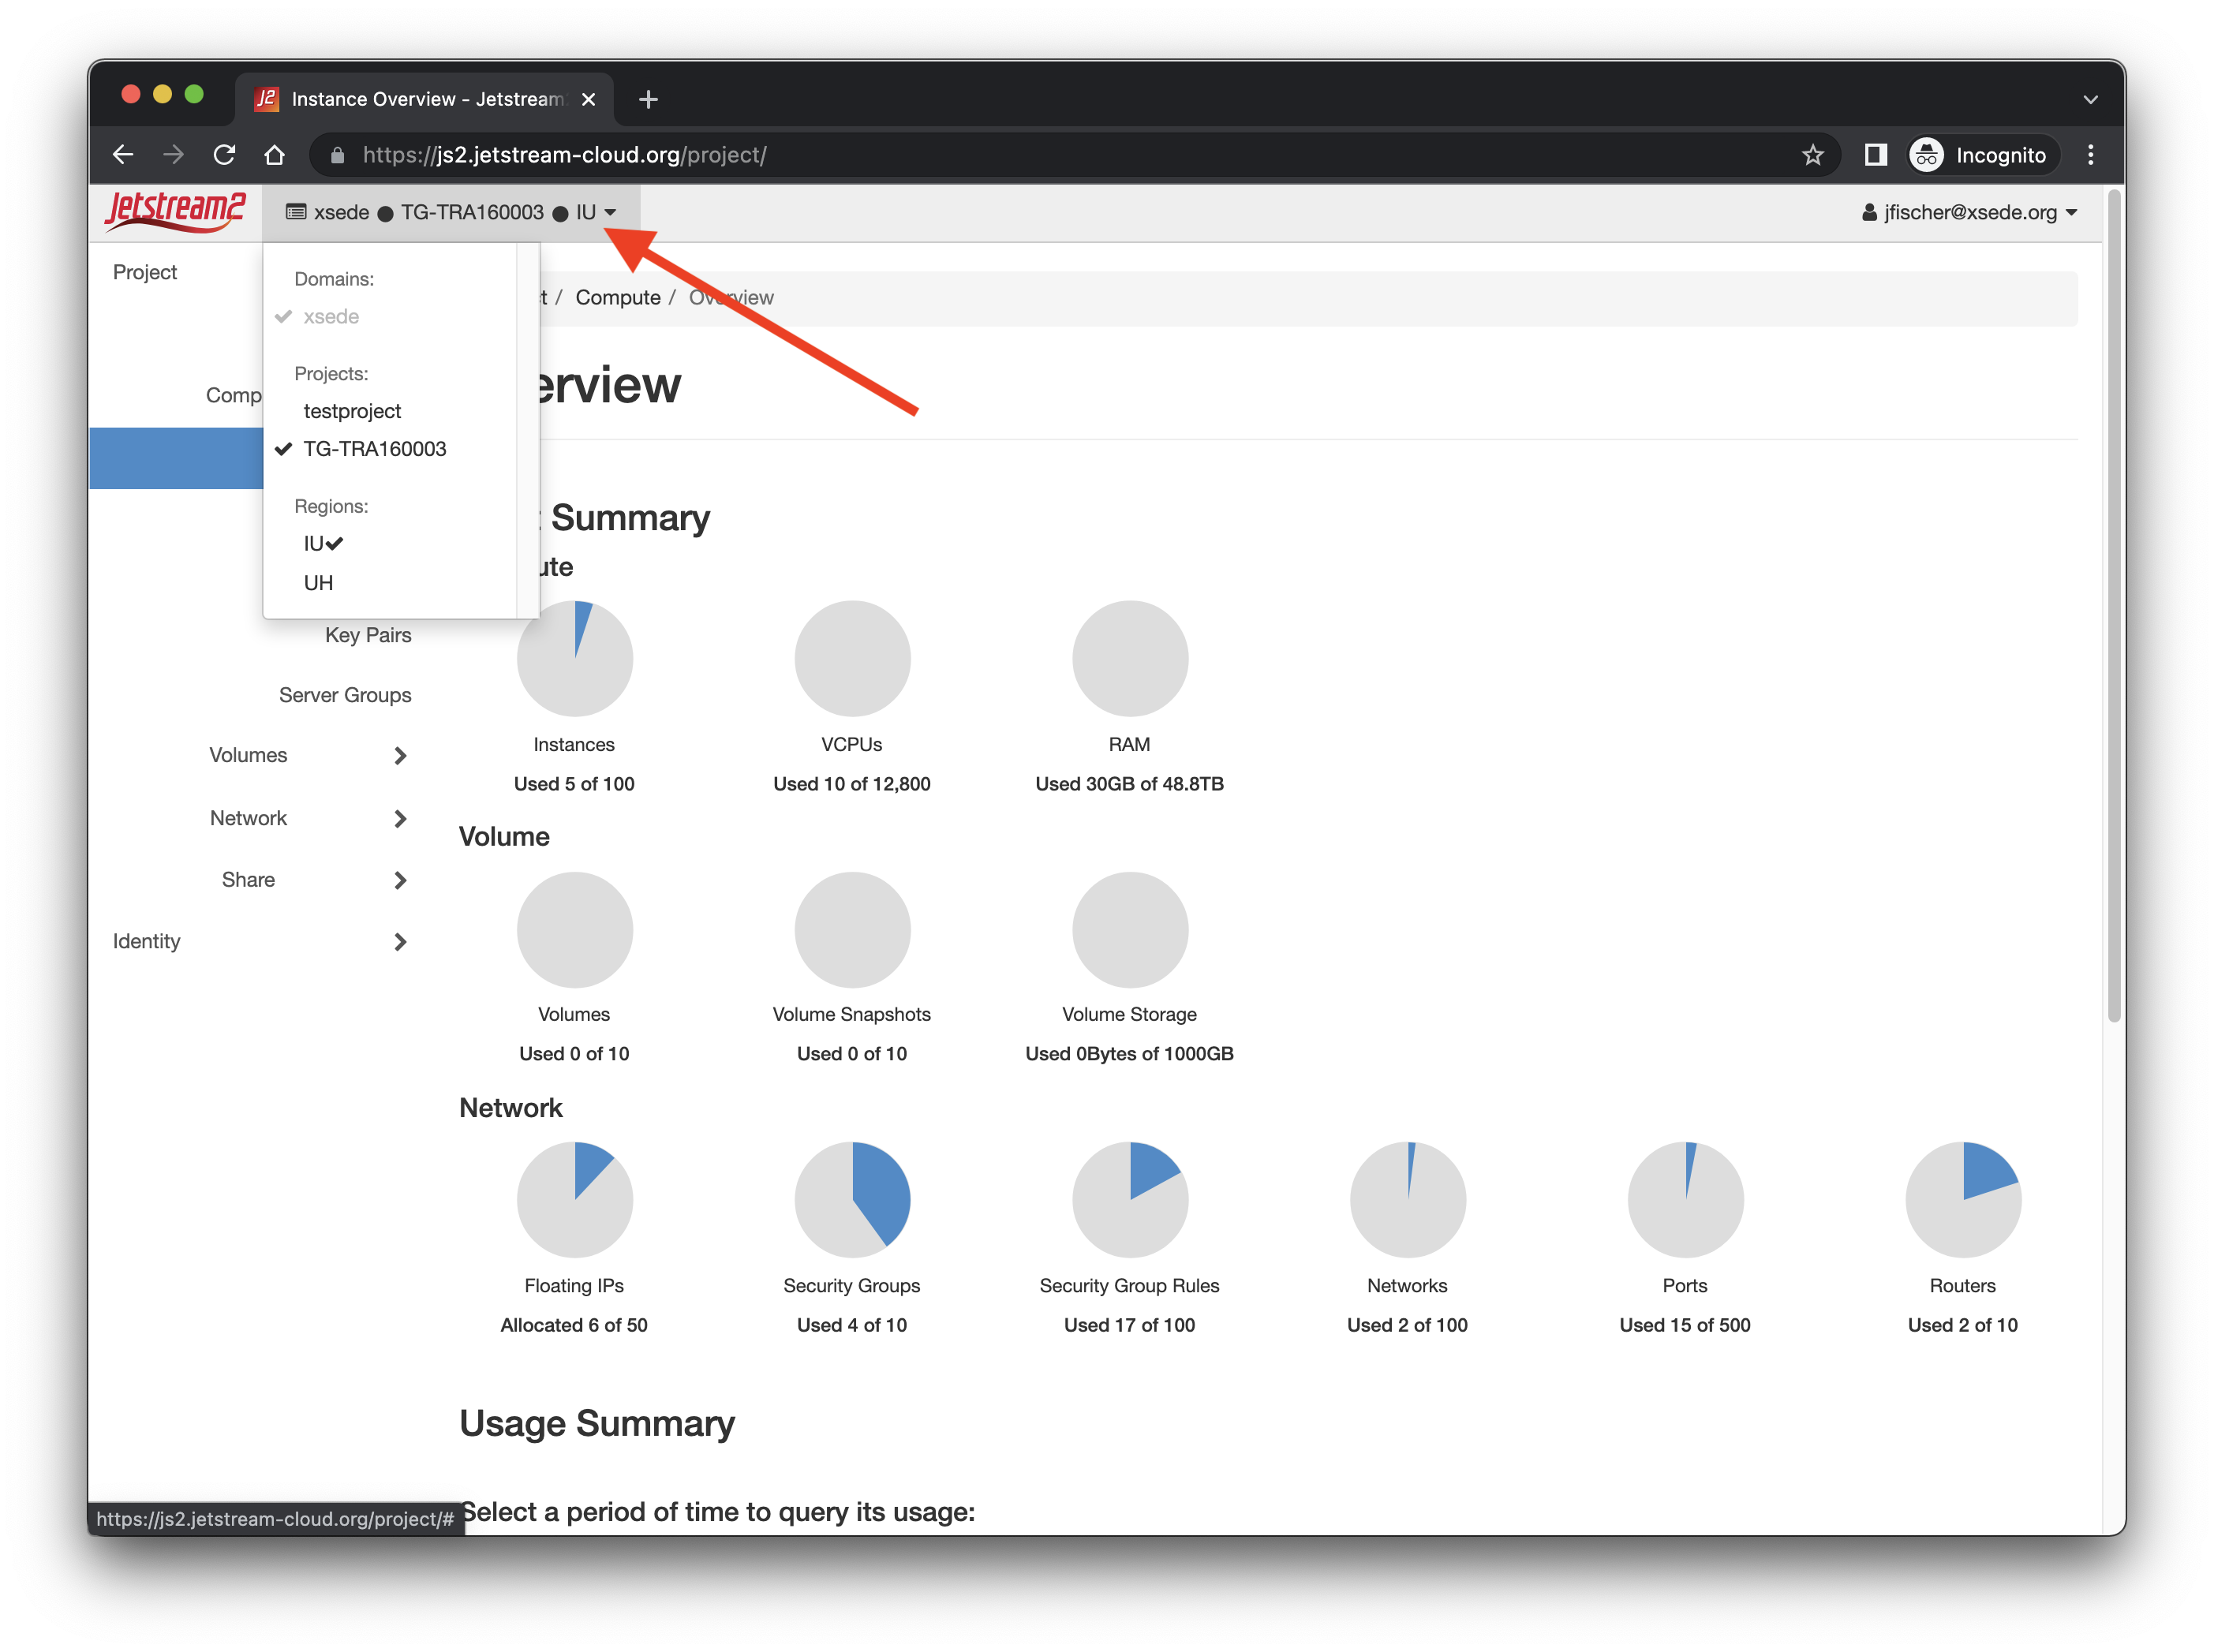 J2 Instance Overview - Jetstream
https://js2.jetstream-cloud.org/project/
Incognito
Jetstream2
xsede ● TG-TRA160003 ● IU
jfischer@xsede.org
Project
Domains:
xsede
Projects:
testproject
TG-TRA160003
Regions:
IU
UH
Comp
Key Pairs
Server Groups
Volumes
Network
Share
Identity
t / Compute / Overview
erview
t Summary
ute
Instances
Used 5 of 100
VCPUs
Used 10 of 12,800
RAM
Used 30GB of 48.8TB
Volume
Volumes
Used 0 of 10
Volume Snapshots
Used 0 of 10
Volume Storage
Used 0Bytes of 1000GB
Network
Floating IPs
Allocated 6 of 50
Security Groups
Used 4 of 10
Security Group Rules
Used 17 of 100
Networks
Used 2 of 100
Ports
Used 15 of 500
Routers
Used 2 of 10
Usage Summary
Select a period of time to query its usage:
https://js2.jetstream-cloud.org/project/#